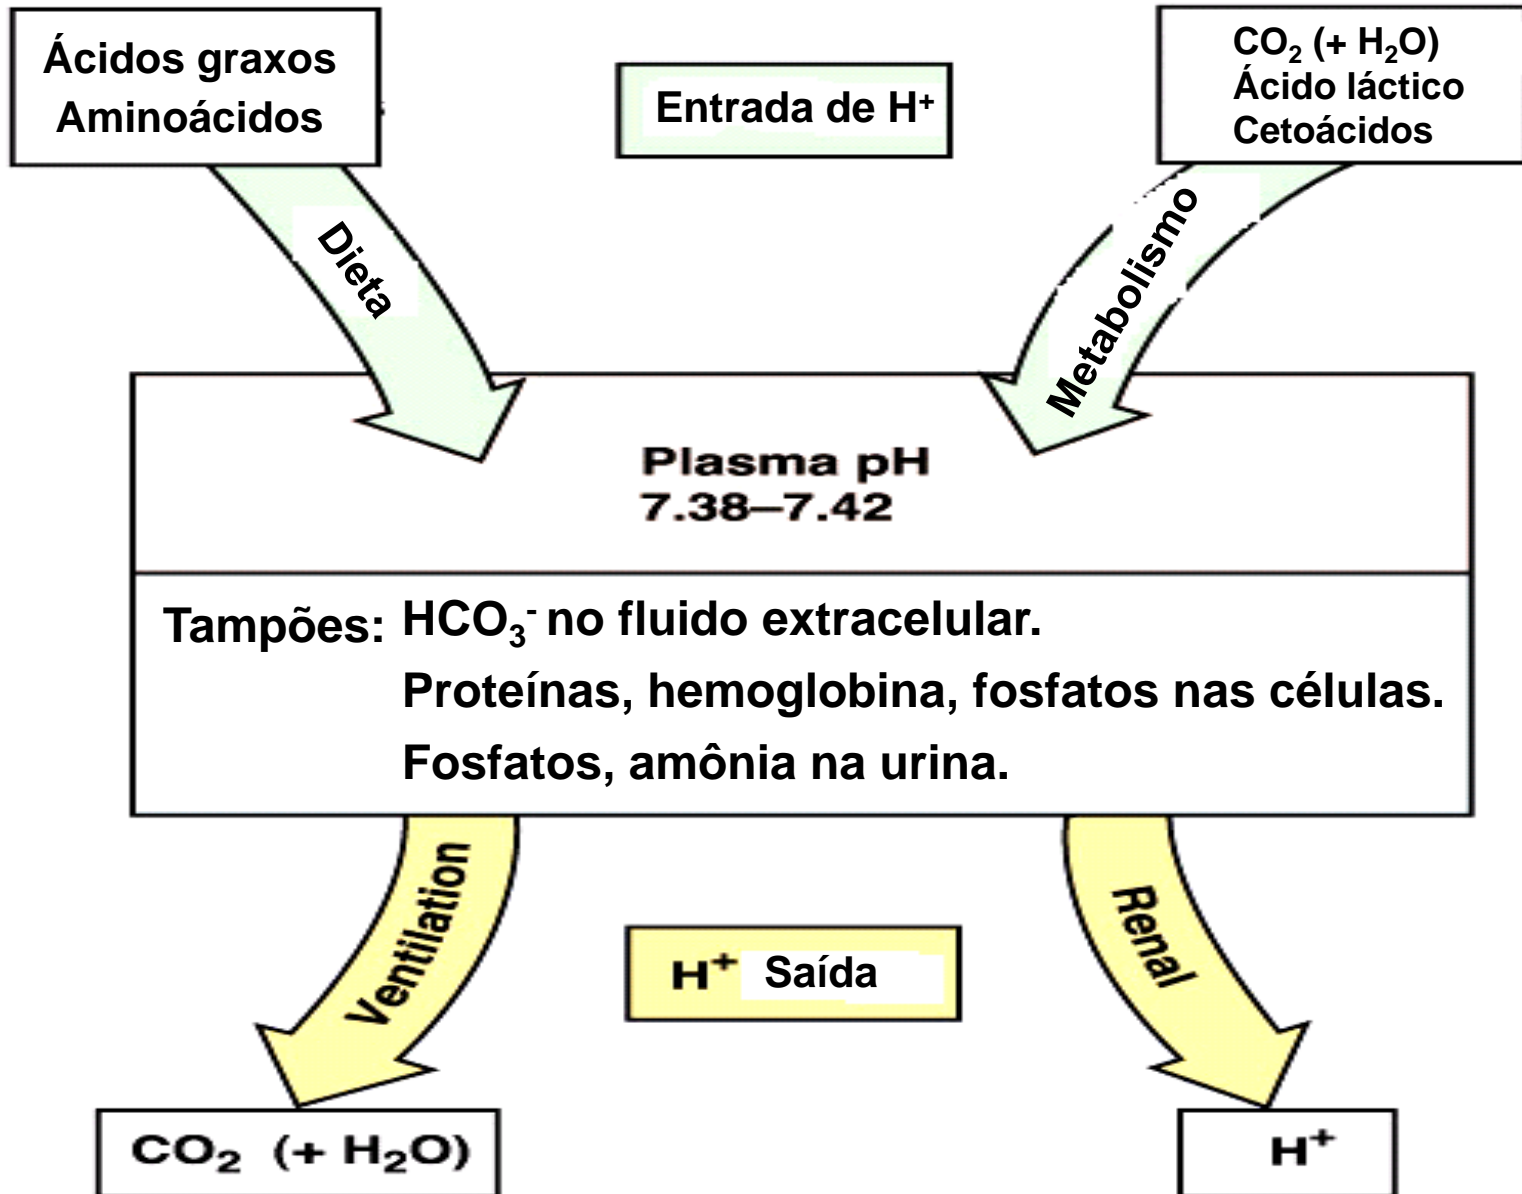 Ácidos graxos
Aminoácidos
Entrada de H⁺
CO₂ (+ H₂O)
Ácido láctico
Cetoácidos
Dieta
Metabolismo
Plasma pH
7.38–7.42
Tampões: HCO₃⁻ no fluido extracelular.
Proteínas, hemoglobina, fosfatos nas células.
Fosfatos, amônia na urina.
Ventilation
H⁺ Saída
Renal
CO₂ (+ H₂O)
H⁺